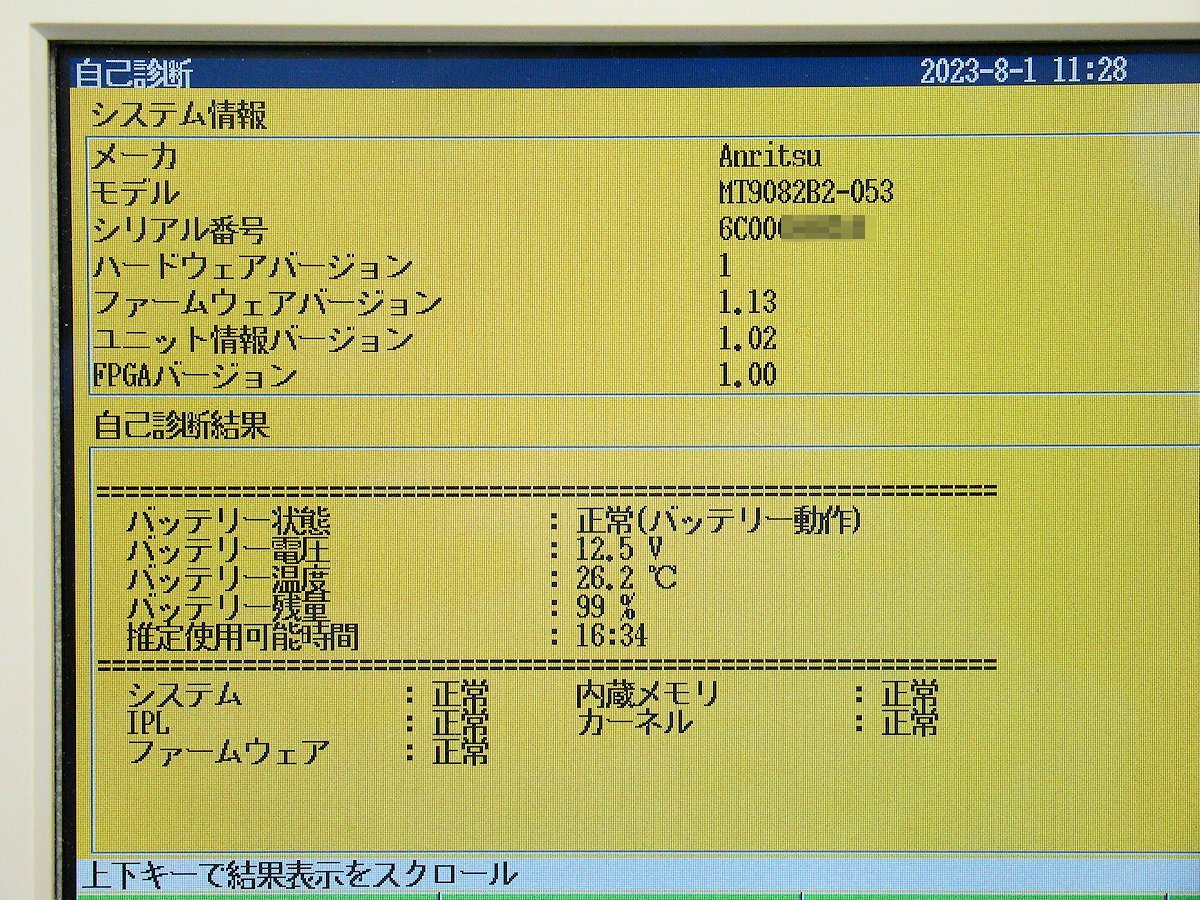 自己診断 2023-8-1 11:28
システム情報
メーカ Anritsu
モデル MT9082B2-053
シリアル番号 6C00
ハードウェアバージョン 1
ファームウェアバージョン 1.13
ユニット情報バージョン 1.02
FPGAバージョン 1.00
自己診断結果
==============================================================
バッテリー状態 : 正常(バッテリー動作)
バッテリー電圧 : 12.5 V
バッテリー温度 : 26.2 ℃
バッテリー残量 : 99 %
推定使用可能時間 : 16:34
==============================================================
システム : 正常 内蔵メモリ : 正常
IPL : 正常 カーネル : 正常
ファームウェア : 正常
上下キーで結果表示をスクロール